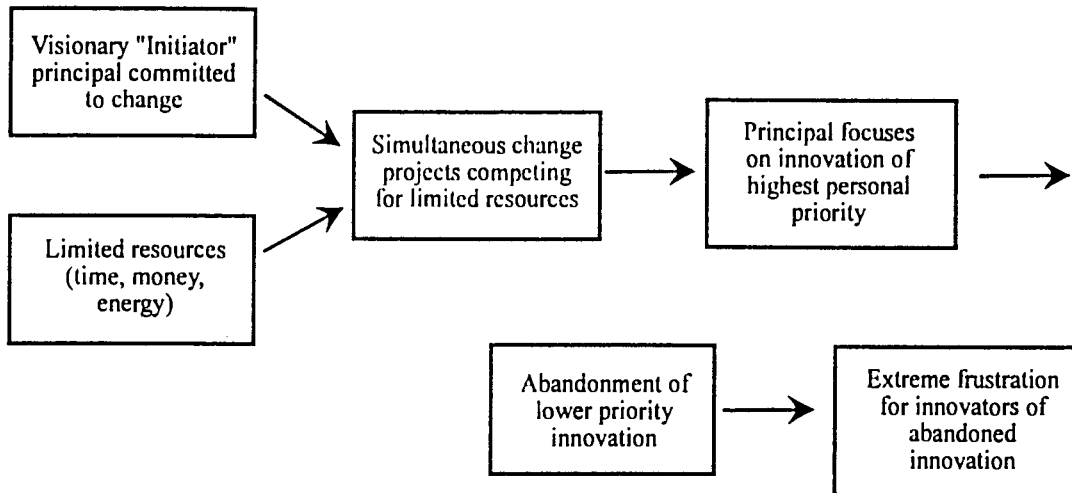 Visionary "Initiator"
principal committed
to change
Limited resources
(time, money,
energy)
Simultaneous change
projects competing
for limited resources
Principal focuses
on innovation of
highest personal
priority
Abandonment of
lower priority
innovation
Extreme frustration
for innovators of
abandoned
innovation